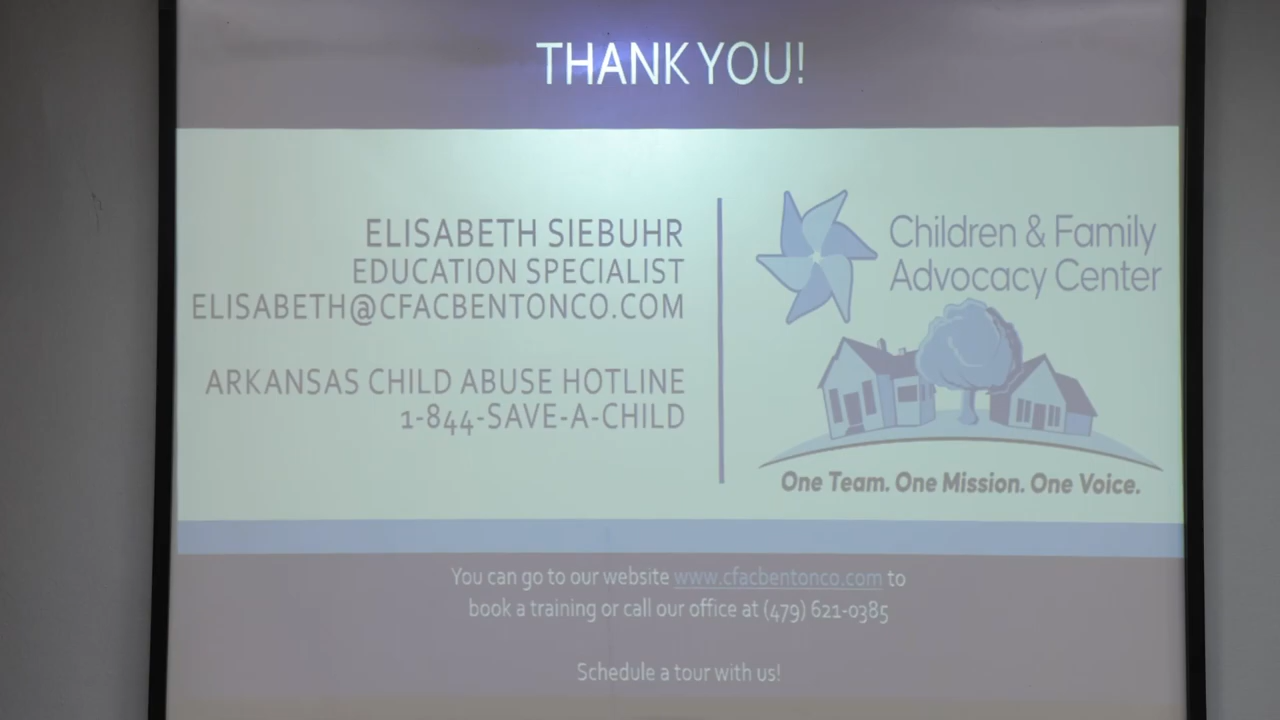 THANK YOU!
ELISABETH SIEBUHR
EDUCATION SPECIALIST
ELISABETH@CFACBENTONCO.COM
ARKANSAS CHILD ABUSE HOTLINE
1-844-SAVE-A-CHILD
Children & Family
Advocacy Center
One Team. One Mission. One Voice.
You can go to our website www.cfacbentonco.com to
book a training or call our office at (479) 621-0385
Schedule a tour with us!